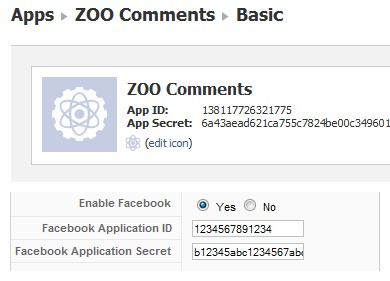 Apps ▸ ZOO Comments ▸ Basic
ZOO Comments
App ID: 138117726321775
App Secret: 6a43aead621ca755c7824be00c349601
(edit icon)
Enable Facebook Yes No
Facebook Application ID 1234567891234
Facebook Application Secret b12345abc1234567abc